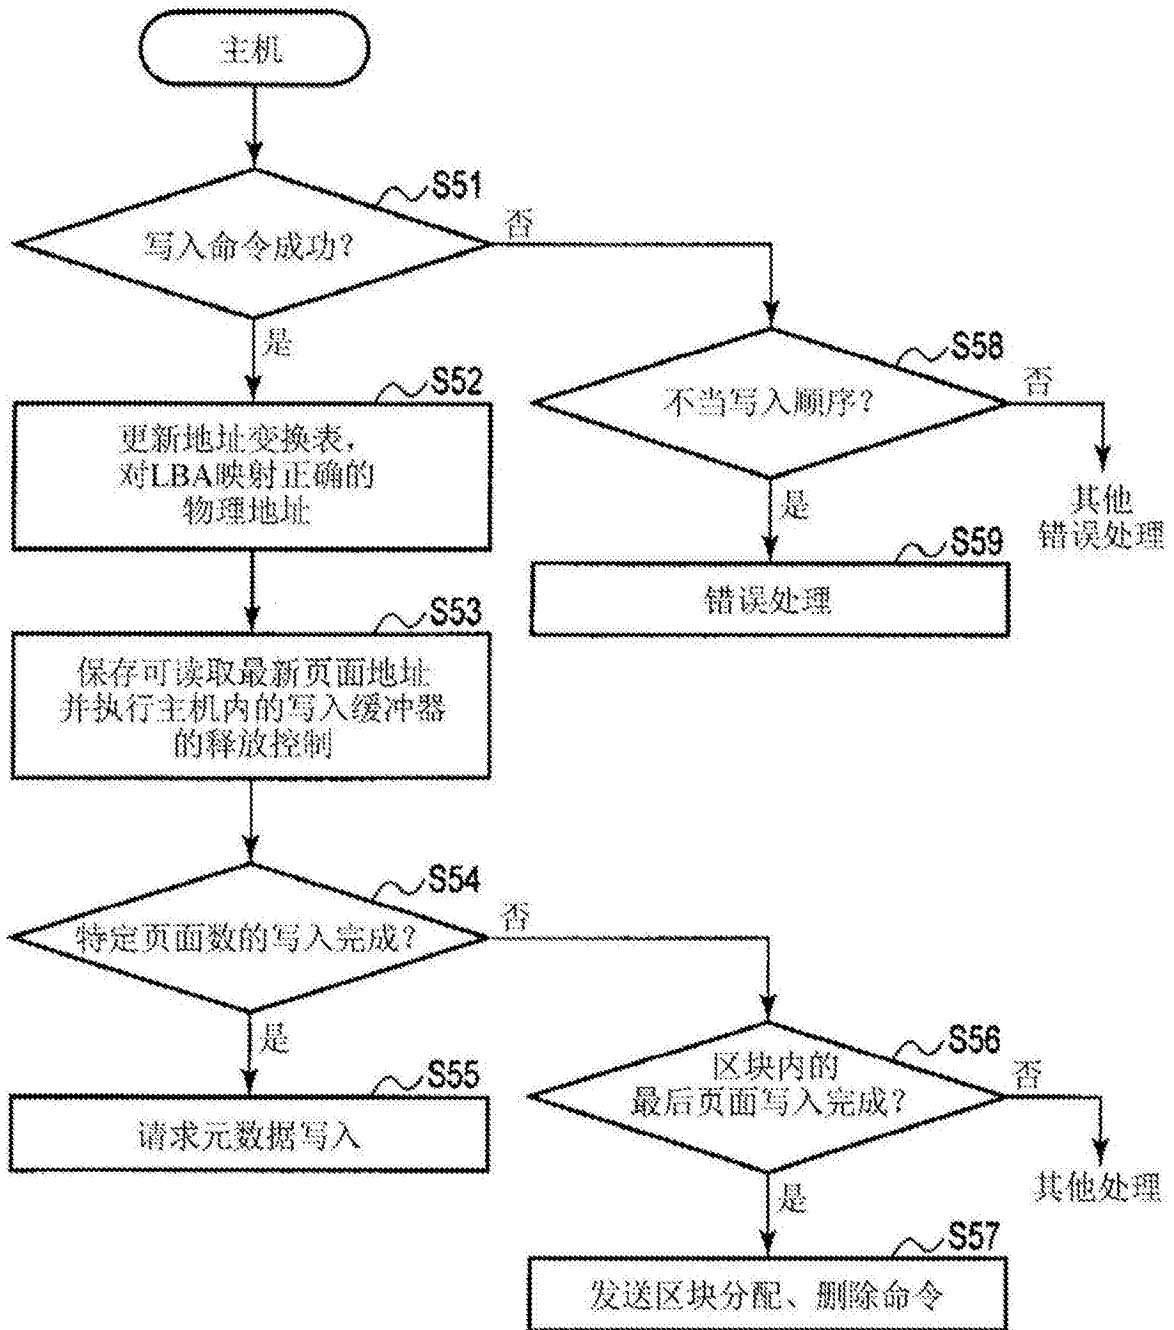 主机
S51
写入命令成功?
否
是
S58
不当写入顺序?
否
S52
更新地址变换表,
对LBA映射正确的
物理地址
是
其他
错误处理
S59
错误处理
S53
保存可读取最新页面地址
并执行主机内的写入缓冲器
的释放控制
S54
特定页面数的写入完成?
否
是
S56
区块内的
最后页面写入完成?
否
S55
请求元数据写入
是
其他处理
S57
发送区块分配、删除命令